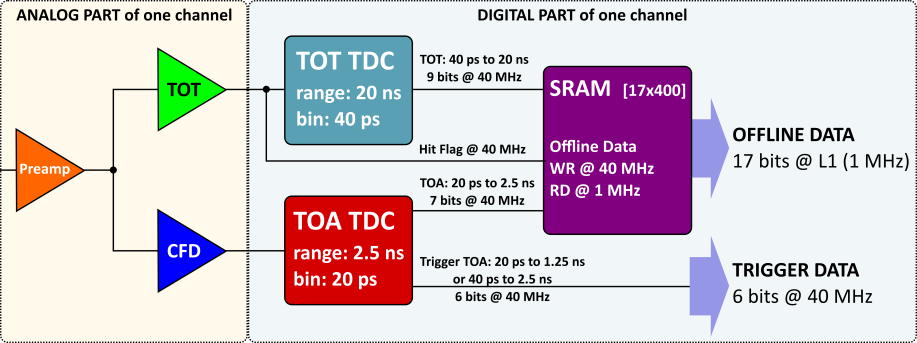 ANALOG PART of one channel
DIGITAL PART of one channel
Preamp
TOT
CFD
TOT TDC
range: 20 ns
bin: 40 ps
TOA TDC
range: 2.5 ns
bin: 20 ps
TOT: 40 ps to 20 ns
9 bits @ 40 MHz
Hit Flag @ 40 MHz
TOA: 20 ps to 2.5 ns
7 bits @ 40 MHz
Trigger TOA: 20 ps to 1.25 ns
or 40 ps to 2.5 ns
6 bits @ 40 MHz
SRAM [17x400]
Offline Data
WR @ 40 MHz
RD @ 1 MHz
OFFLINE DATA
17 bits @ L1 (1 MHz)
TRIGGER DATA
6 bits @ 40 MHz